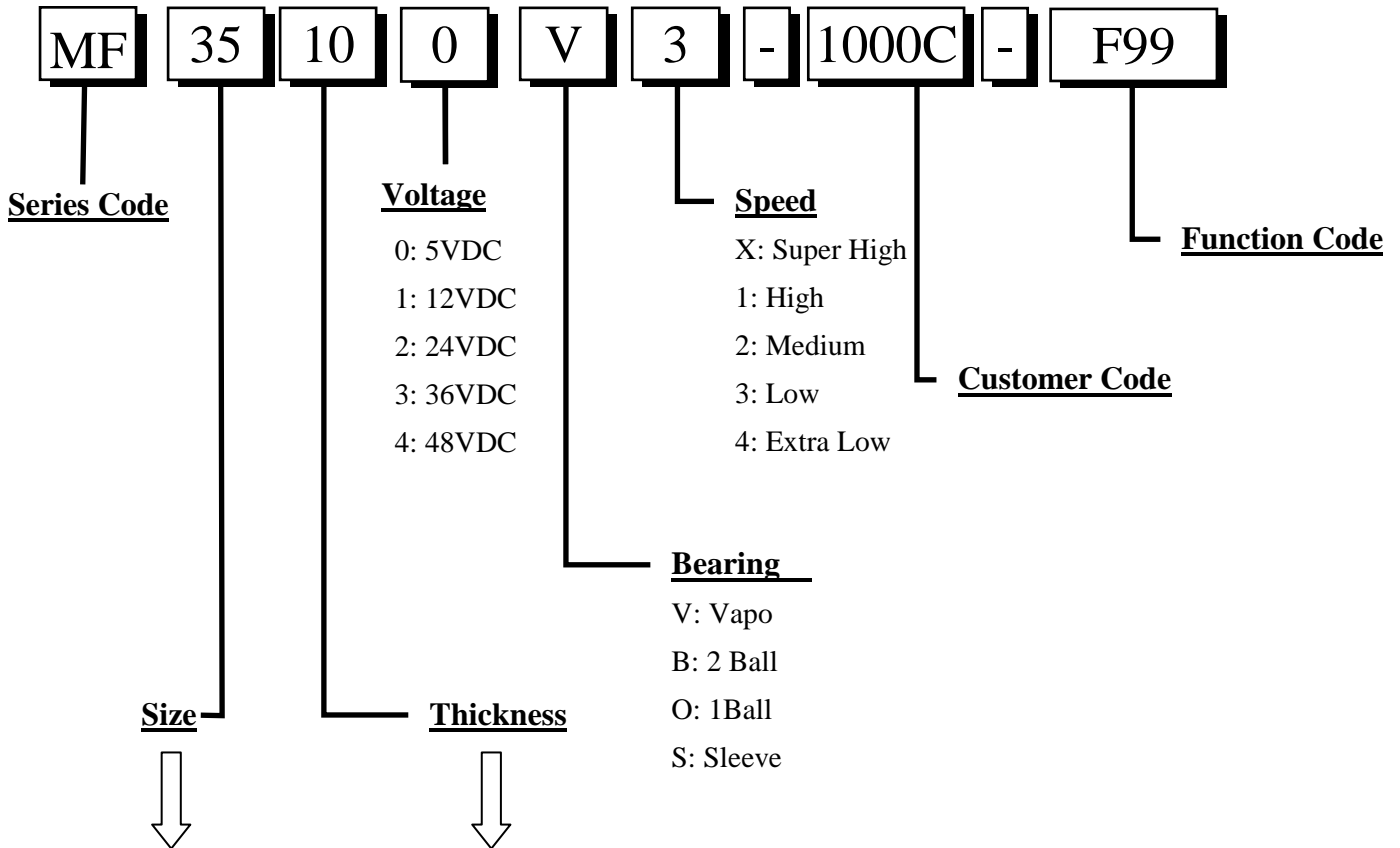 MF 35 10 0 V 3 - 1000C - F99
Series Code
Voltage
0: 5VDC
1: 12VDC
2: 24VDC
3: 36VDC
4: 48VDC
Speed
X: Super High
1: High
2: Medium
3: Low
4: Extra Low
Function Code
Customer Code
Bearing
V: Vapo
B: 2 Ball
O: 1Ball
S: Sleeve
Size
Thickness